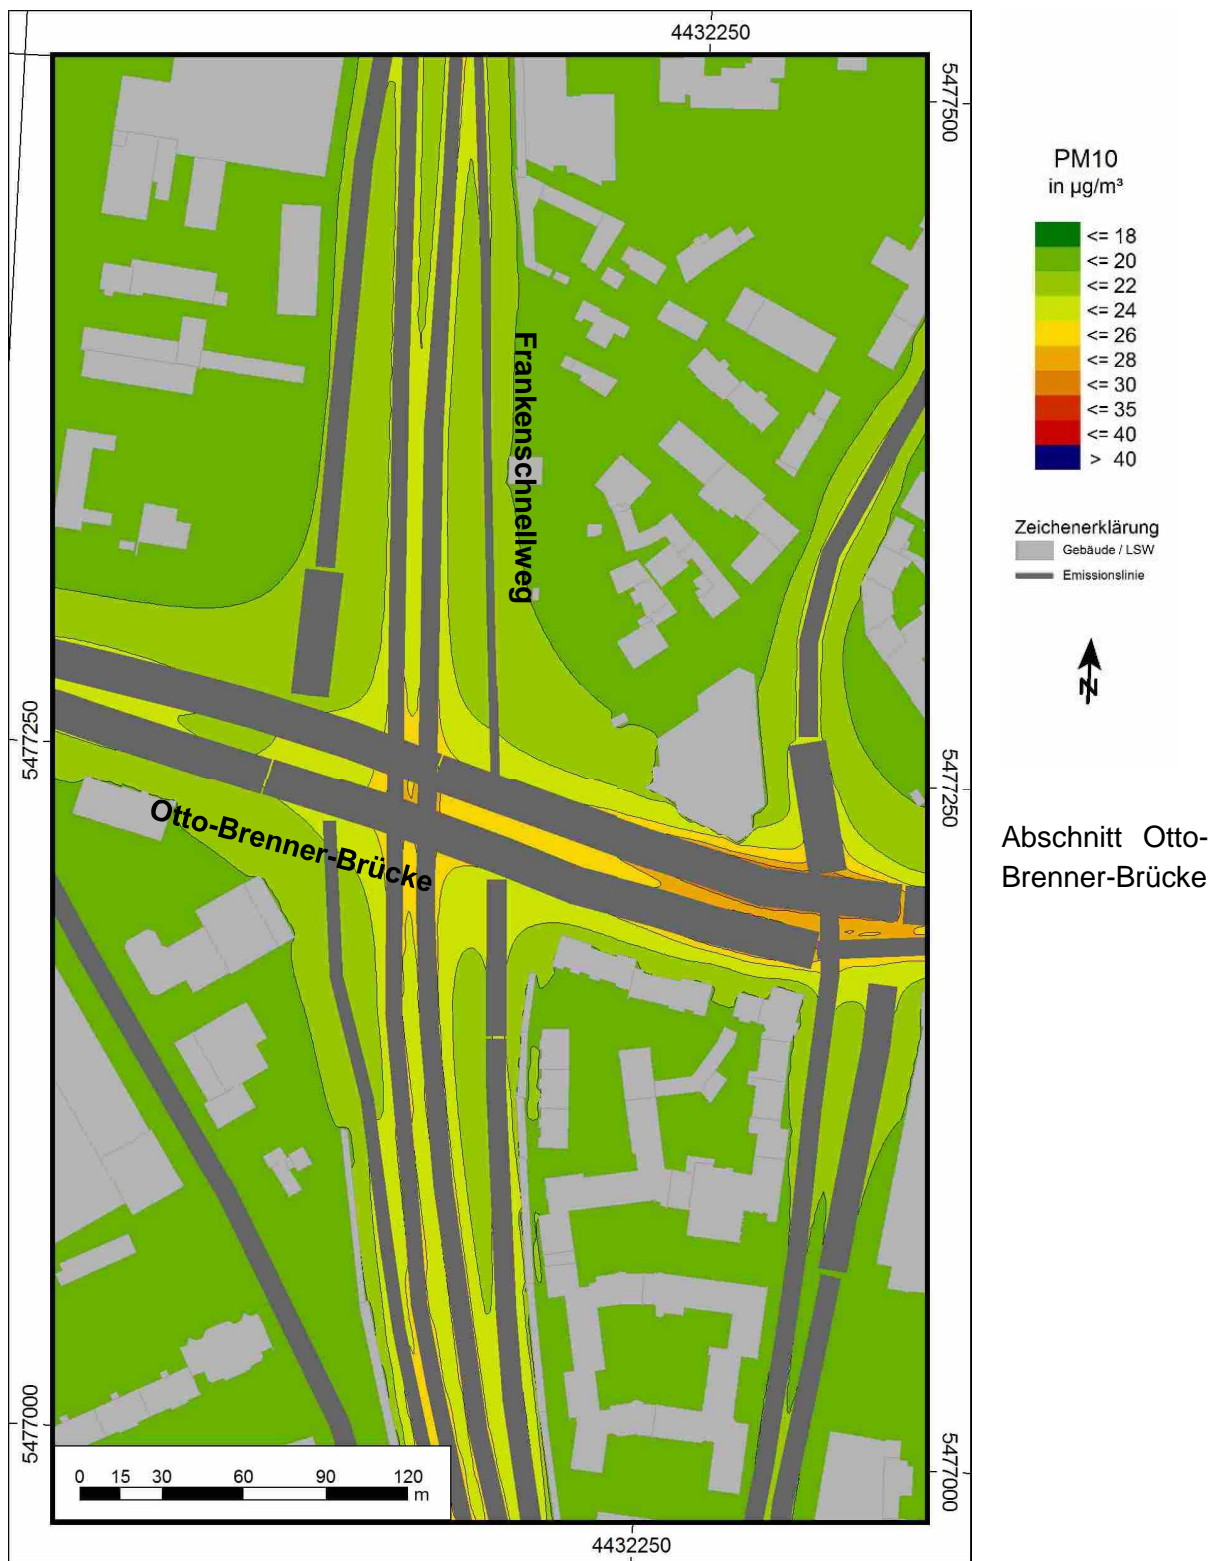 4432250
5477500
PM10
in µg/m³
<= 18
<= 20
<= 22
<= 24
<= 26
<= 28
<= 30
<= 35
<= 40
> 40
Zeichenerklärung
Gebäude / LSW
Emissionslinie
N
Frankenschnellweg
5477250
5477250
Otto-Brenner-Brücke
Abschnitt Otto-
Brenner-Brücke
5477000
5477000
0 15 30 60 90 120
m
4432250